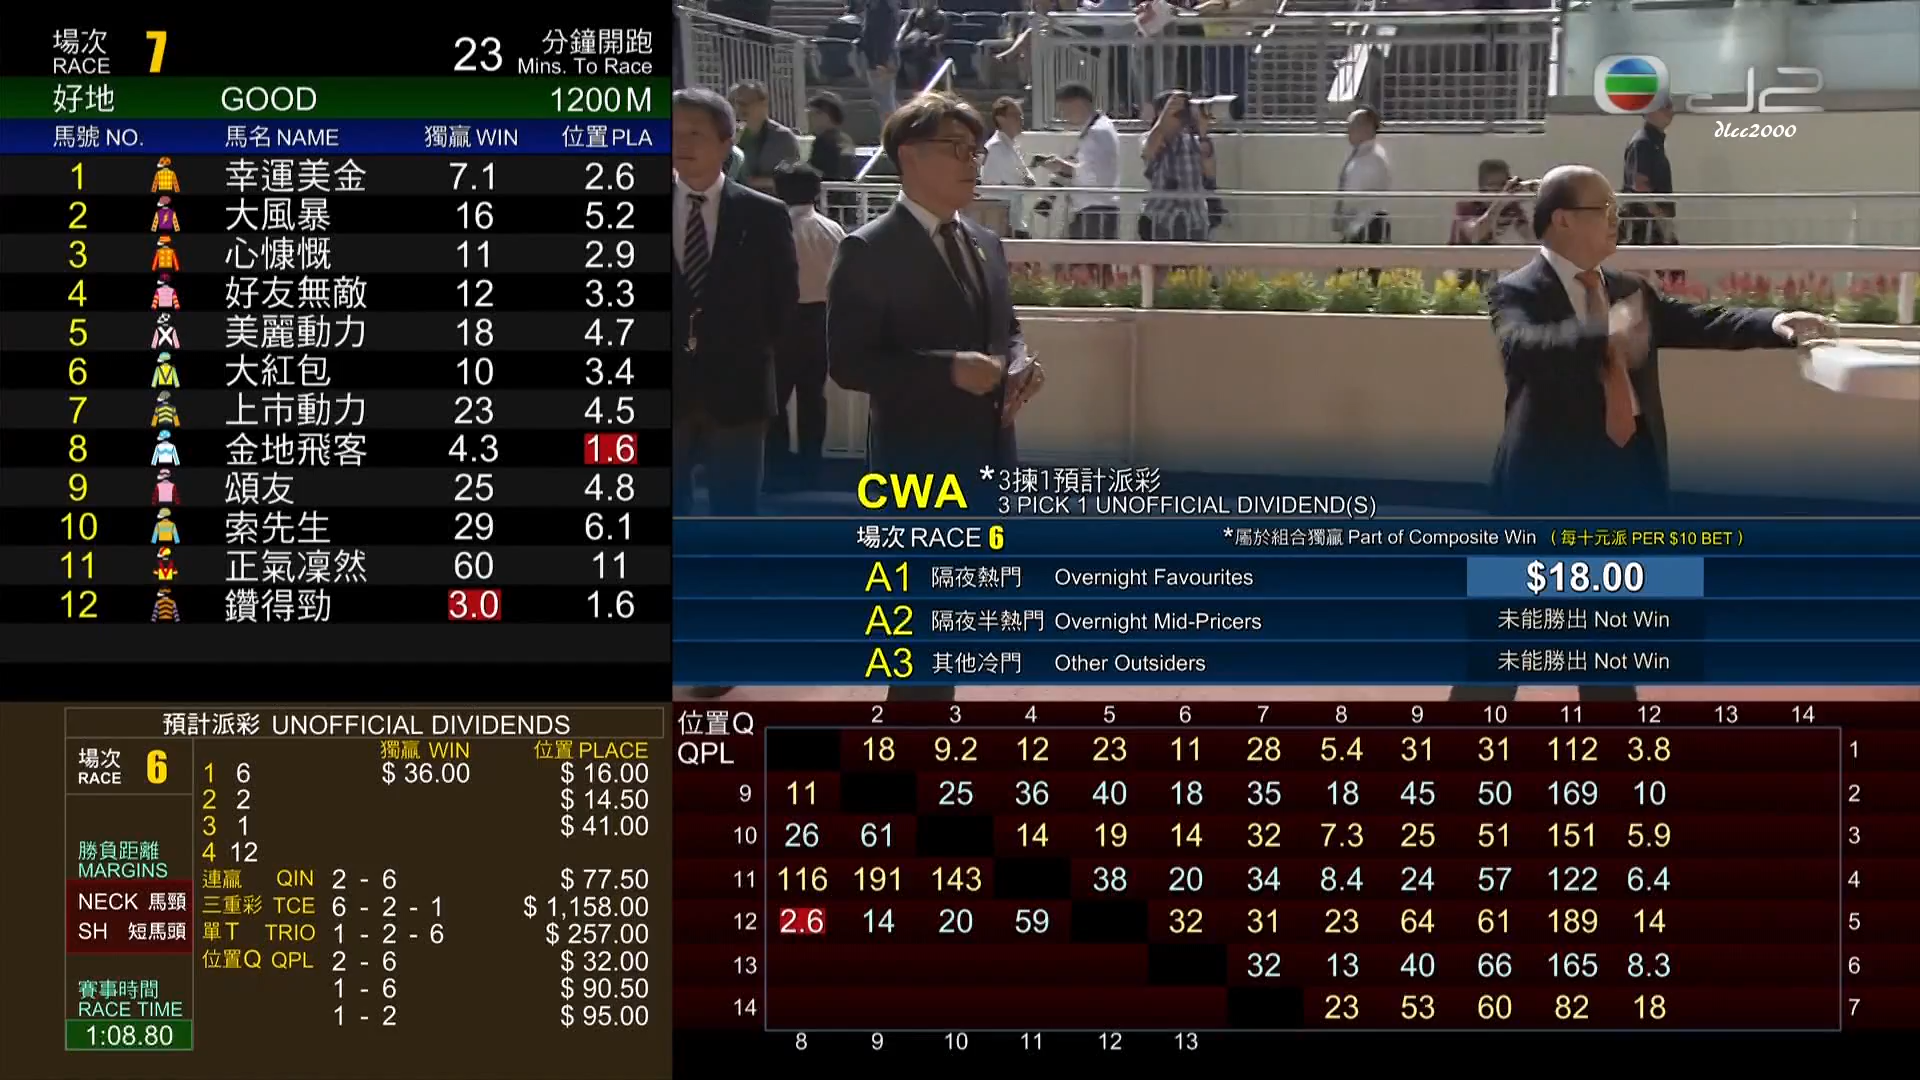 場次 RACE 7 23 分鐘開跑 Mins. To Race
好地 GOOD 1200 M
馬號 NO. 馬名 NAME 獨贏 WIN 位置 PLA
1 幸運美金 7.1 2.6
2 大風暴 16 5.2
3 心慷慨 11 2.9
4 好友無敵 12 3.3
5 美麗動力 18 4.7
6 大紅包 10 3.4
7 上市動力 23 4.5
8 金地飛客 4.3 1.6
9 頌友 25 4.8
10 索先生 29 6.1
11 正氣凜然 60 11
12 鑽得勁 3.0 1.6
J2
dlcc2000
CWA *3揀1預計派彩
3 PICK 1 UNOFFICIAL DIVIDEND(S)
場次 RACE 6 *屬於組合獨贏 Part of Composite Win (每十元派 PER $10 BET)
A1 隔夜熱門 Overnight Favourites $18.00
A2 隔夜半熱門 Overnight Mid-Pricers 未能勝出 Not Win
A3 其他冷門 Other Outsiders 未能勝出 Not Win
預計派彩 UNOFFICIAL DIVIDENDS
場次 RACE 6
獨贏 WIN 位置 PLACE
1 6 $ 36.00 $ 16.00
2 2 $ 14.50
3 1 $ 41.00
4 12
勝負距離
MARGINS
NECK 馬頸
SH 短馬頭
賽事時間
RACE TIME
1:08.80
連贏 QIN 2 - 6 $ 77.50
三重彩 TCE 6 - 2 - 1 $ 1,158.00
單T TRIO 1 - 2 - 6 $ 257.00
位置Q QPL 2 - 6 $ 32.00
1 - 6 $ 90.50
1 - 2 $ 95.00
位置Q QPL
2 3 4 5 6 7 8 9 10 11 12 13 14
18 9.2 12 23 11 28 5.4 31 31 112 3.8 1
9 11 25 36 40 18 35 18 45 50 169 10 2
10 26 61 14 19 14 32 7.3 25 51 151 5.9 3
11 116 191 143 38 20 34 8.4 24 57 122 6.4 4
12 2.6 14 20 59 32 31 23 64 61 189 14 5
13 32 13 40 66 165 8.3 6
14 23 53 60 82 18 7
8 9 10 11 12 13